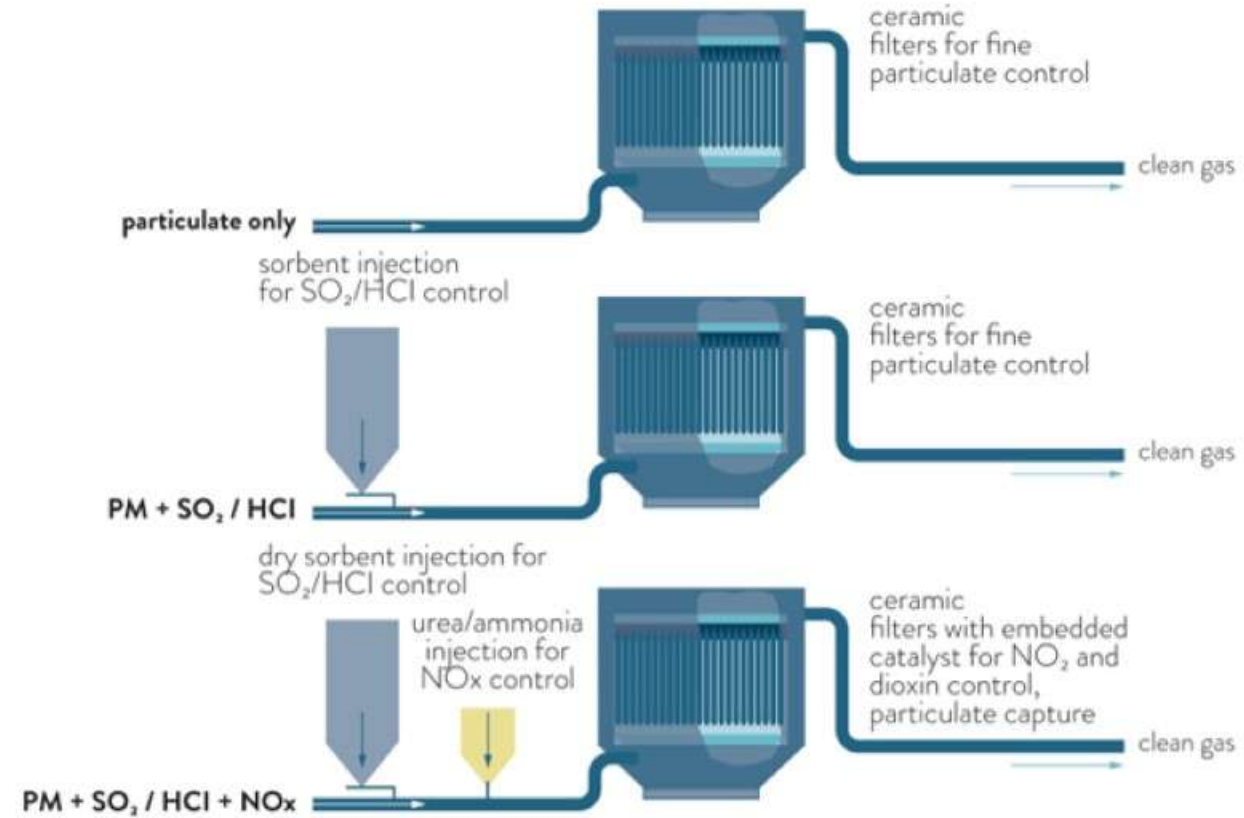 ceramic
filters for fine
particulate control
clean gas
particulate only
sorbent injection
for SO₂/HCl control
ceramic
filters for fine
particulate control
clean gas
PM + SO₂ / HCl
dry sorbent injection for
SO₂/HCl control
urea/ammonia
injection for
NOx control
ceramic
filters with embedded
catalyst for NO₂ and
dioxin control,
particulate capture
clean gas
PM + SO₂ / HCl + NOx